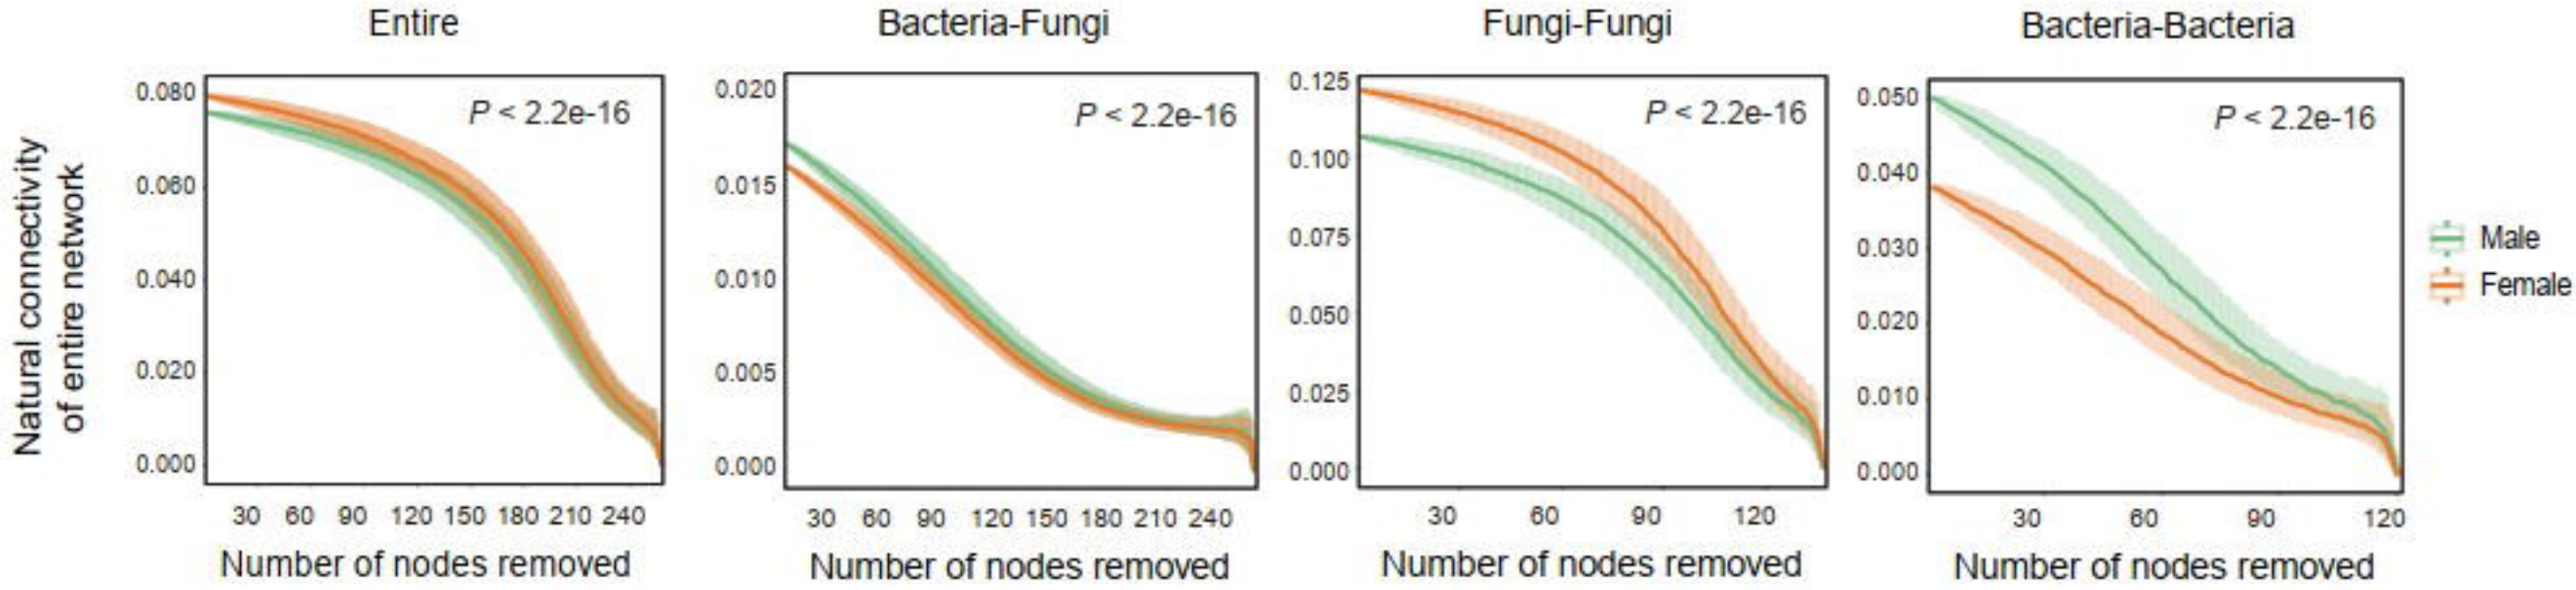 Entire
Bacteria-Fungi
Fungi-Fungi
Bacteria-Bacteria
Natural connectivity
of entire network
0.080
0.060
0.040
0.020
0.000
P < 2.2e-16
30 60 90 120 150 180 210 240
Number of nodes removed
0.020
0.015
0.010
0.005
0.000
P < 2.2e-16
30 60 90 120 150 180 210 240
Number of nodes removed
0.125
0.100
0.075
0.050
0.025
0.000
P < 2.2e-16
30 60 90 120
Number of nodes removed
0.050
0.040
0.030
0.020
0.010
0.000
P < 2.2e-16
30 60 90 120
Number of nodes removed
Male
Female